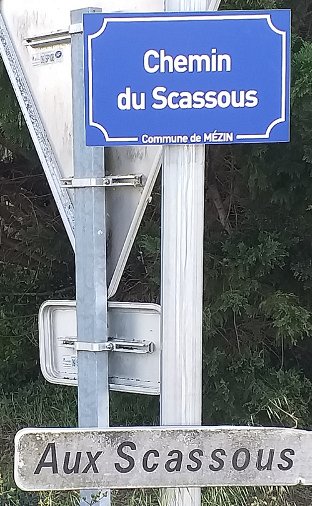 Chemin
du Scassous
Commune de MÉZIN
Aux Scassous